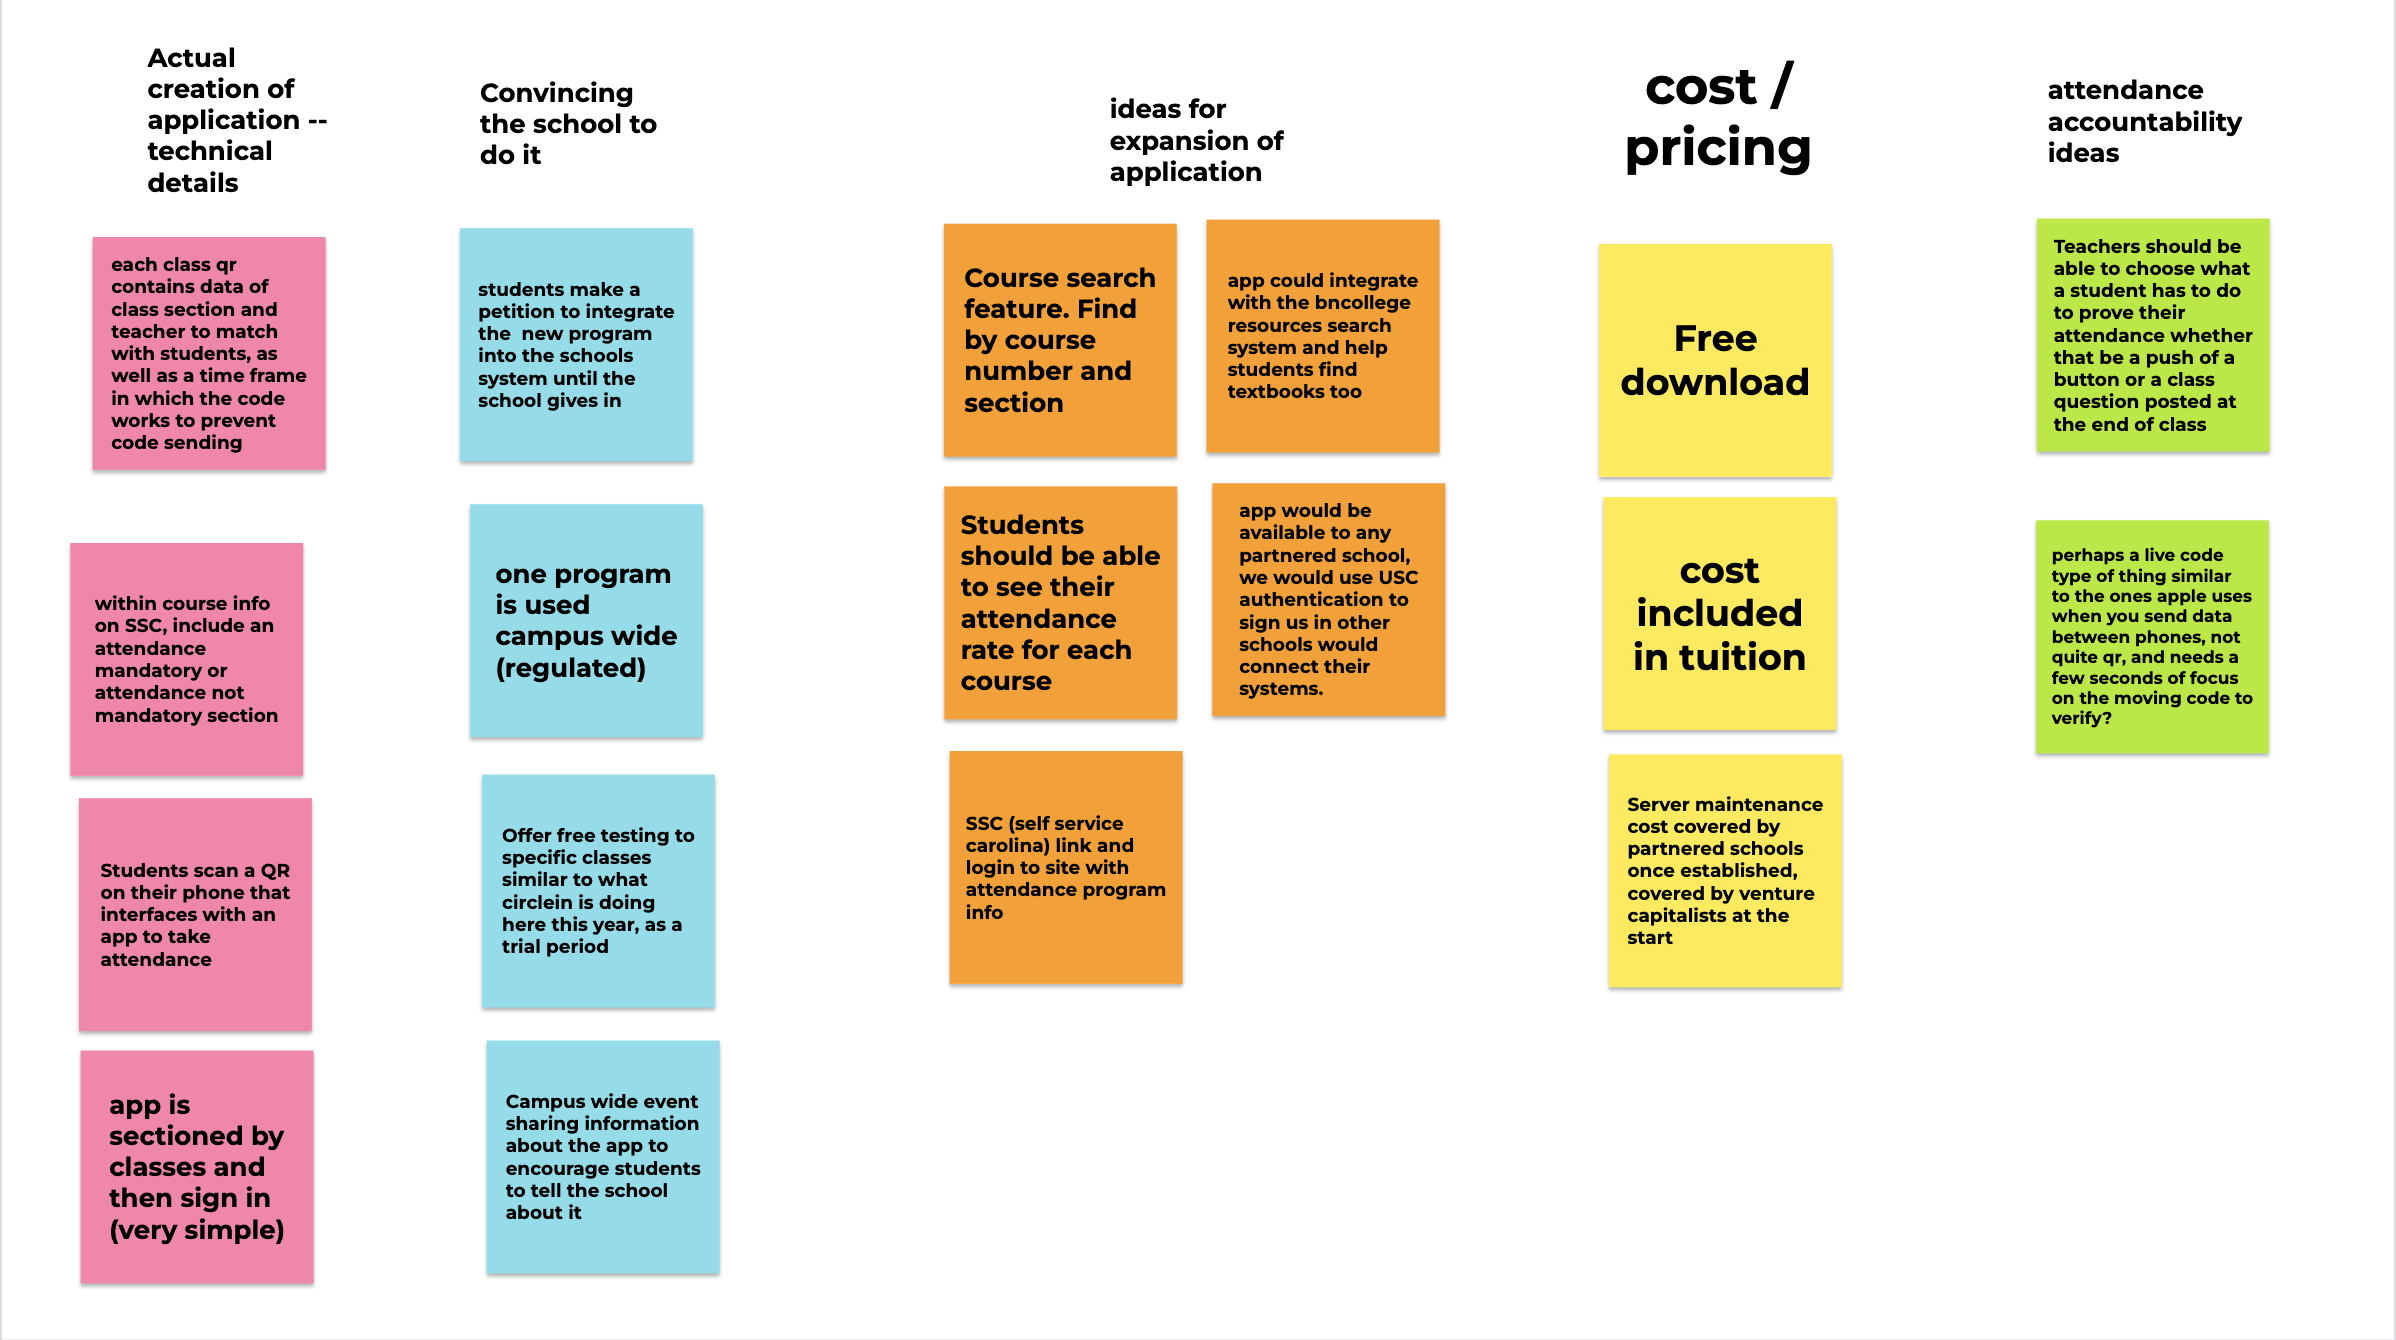 Actual
creation of
application --
technical
details
each class qr
contains data of
class section and
teacher to match
with students, as
well as a time frame
in which the code
works to prevent
code sending
within course info
on SSC, include an
attendance
mandatory or
attendance not
mandatory section
Students scan a QR
on their phone that
interfaces with an
app to take
attendance
app is
sectioned by
classes and
then sign in
(very simple)
Convincing
the school to
do it
students make a
petition to integrate
the  new program
into the schools
system until the
school gives in
one program
is used
campus wide
(regulated)
Offer free testing to
specific classes
similar to what
circlein is doing
here this year, as a
trial period
Campus wide event
sharing information
about the app to
encourage students
to tell the school
about it
ideas for
expansion of
application
Course search
feature. Find
by course
number and
section
app could integrate
with the bncollege
resources search
system and help
students find
textbooks too
Students
should be able
to see their
attendance
rate for each
course
app would be
available to any
partnered school,
we would use USC
authentication to
sign us in other
schools would
connect their
systems.
SSC (self service
carolina) link and
login to site with
attendance program
info
cost /
pricing
Free
download
cost
included
in tuition
Server maintenance
cost covered by
partnered schools
once established,
covered by venture
capitalists at the
start
attendance
accountability
ideas
Teachers should be
able to choose what
a student has to do
to prove their
attendance whether
that be a push of a
button or a class
question posted at
the end of class
perhaps a live code
type of thing similar
to the ones apple uses
when you send data
between phones, not
quite qr, and needs a
few seconds of focus
on the moving code to
verify?